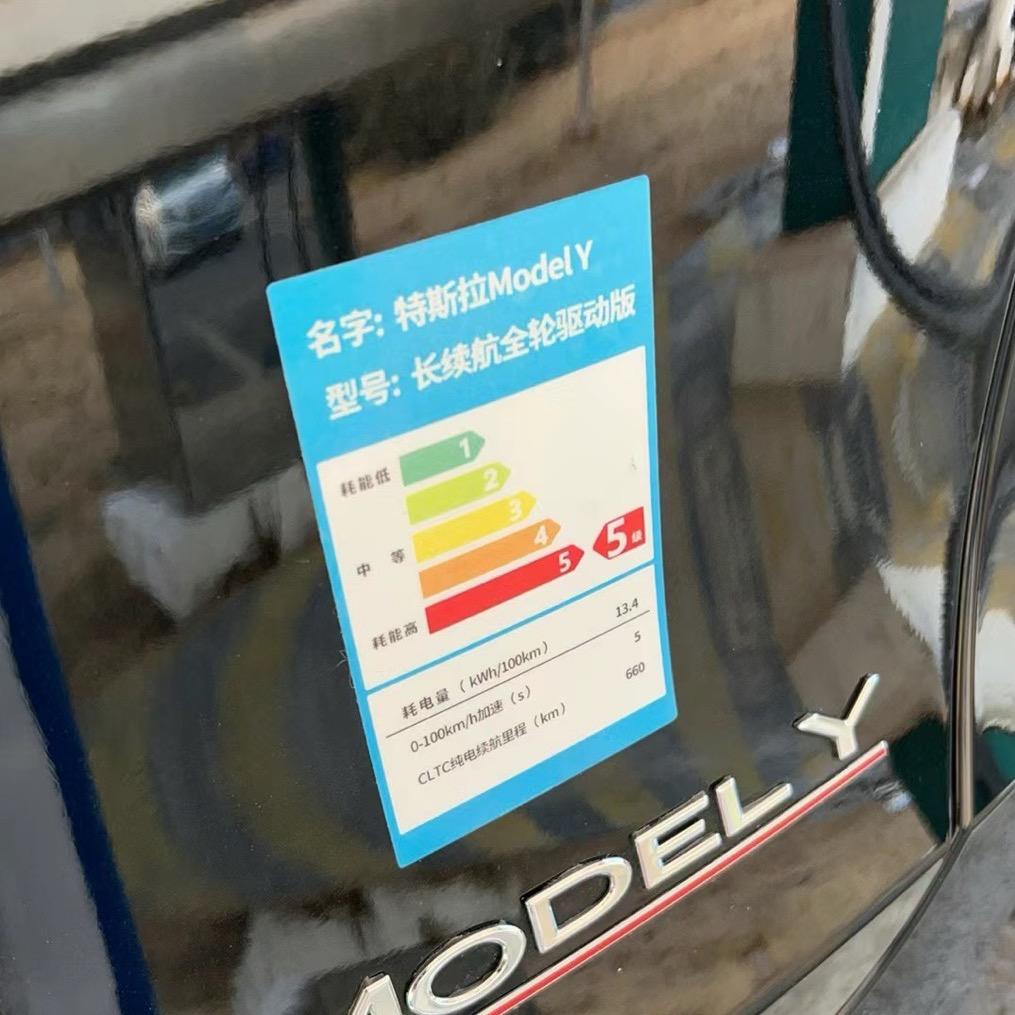 名字: 特斯拉Model Y
型号: 长续航全轮驱动版
耗能低
1
2
3
中 等
4
5
5级
耗能高
耗电量 ( kWh/100km) 13.4
0-100km/h加速 (s) 5
CLTC纯电续航里程 (km) 660
MODEL Y